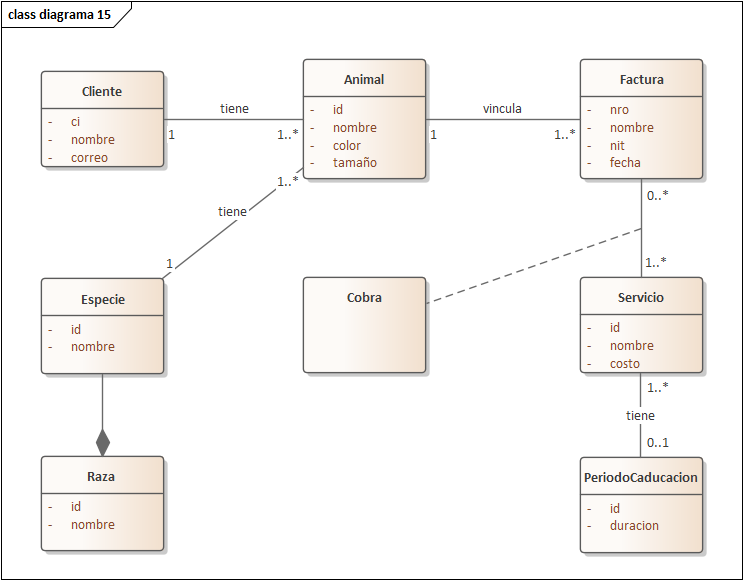 class diagrama 15
Cliente
- ci
- nombre
- correo
tiene
1
1..*
Animal
- id
- nombre
- color
- tamaño
vincula
1
1..*
Factura
- nro
- nombre
- nit
- fecha
1..*
tiene
1
0..*
1..*
Especie
- id
- nombre
Cobra
Servicio
- id
- nombre
- costo
1..*
tiene
0..1
Raza
- id
- nombre
PeriodoCaducacion
- id
- duracion